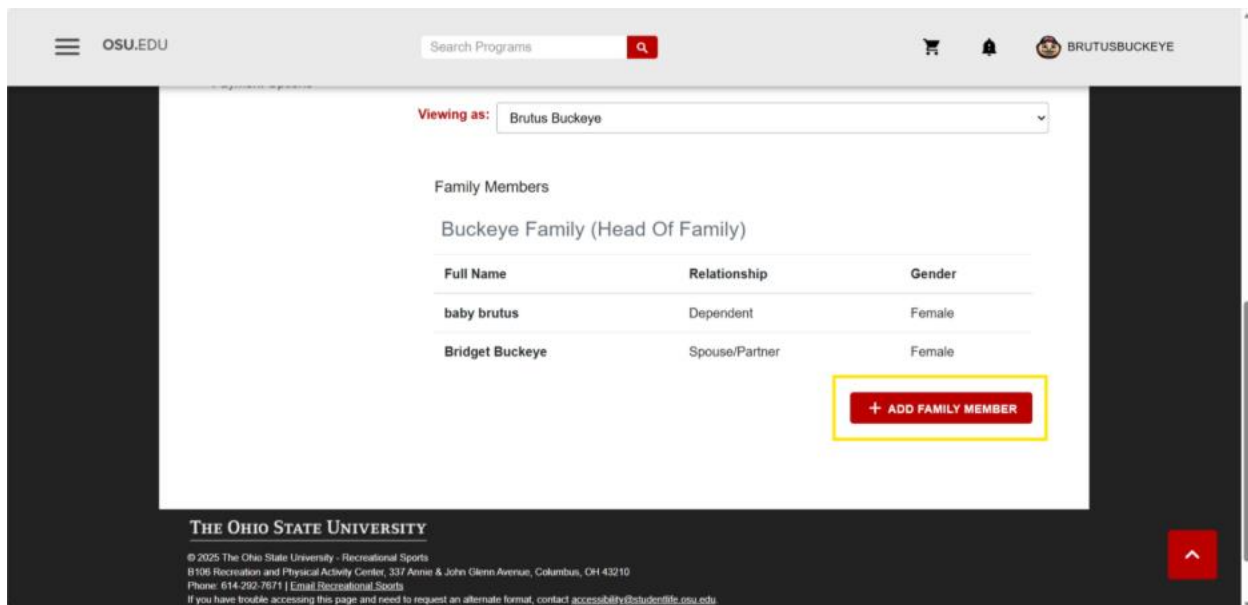 OSU.EDU
Search Programs
BRUTUSBUCKEYE
Viewing as:
Brutus Buckeye
Family Members
Buckeye Family (Head Of Family)
Full Name Relationship Gender
baby brutus Dependent Female
Bridget Buckeye Spouse/Partner Female
+ ADD FAMILY MEMBER
THE OHIO STATE UNIVERSITY
© 2025 The Ohio State University - Recreational Sports
B106 Recreation and Physical Activity Center, 337 Annie & John Glenn Avenue, Columbus, OH 43210
Phone: 614-292-7671 | Email Recreational Sports
If you have trouble accessing this page and need to request an alternate format, contact accessibility@studentlife.osu.edu.